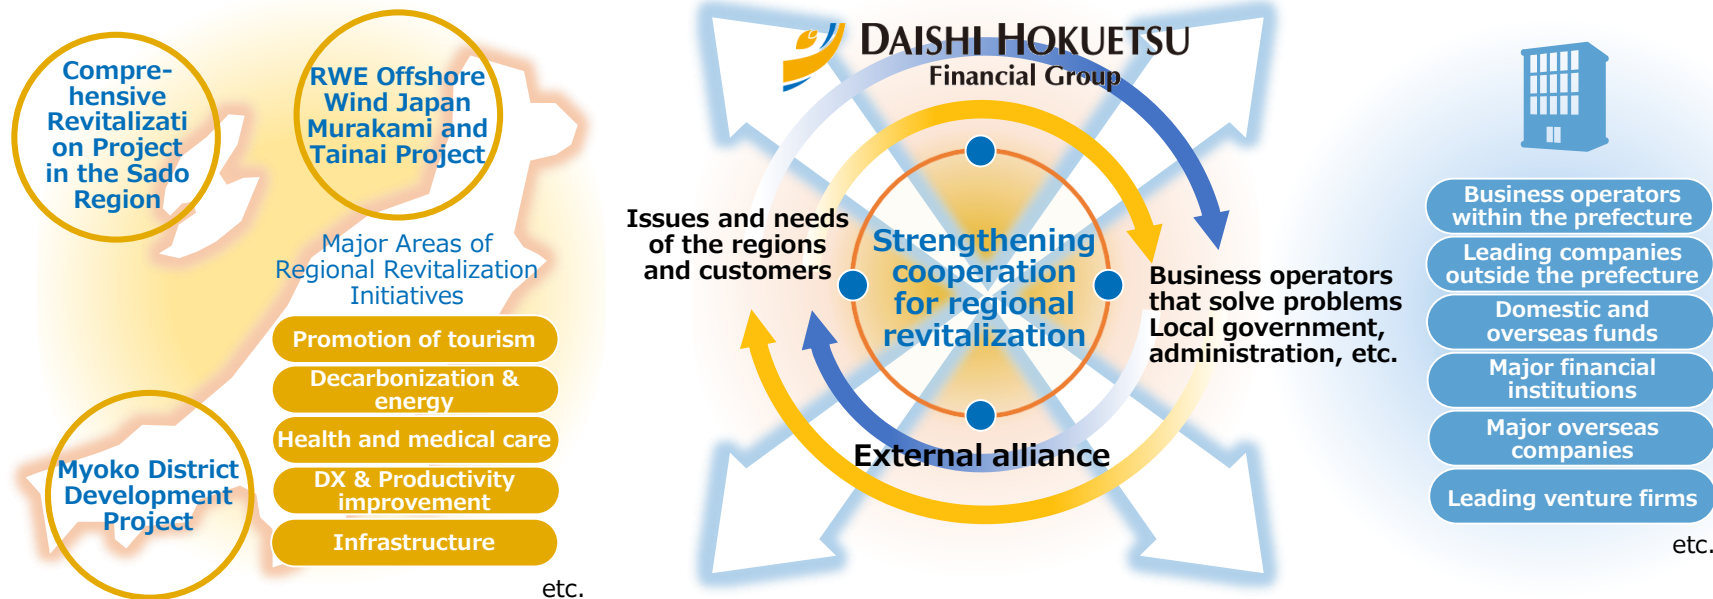 Compre-
hensive
Revitalizati
on Project
in the Sado
Region
RWE Offshore
Wind Japan
Murakami and
Tainai Project
Myoko District
Development
Project
Major Areas of
Regional Revitalization
Initiatives
Promotion of tourism
Decarbonization &
energy
Health and medical care
DX & Productivity
improvement
Infrastructure
etc.
DAISHI HOKUETSU
Financial Group
Issues and needs
of the regions
and customers
Strengthening
cooperation
for regional
revitalization
Business operators
that solve problems
Local government,
administration, etc.
External alliance
Business operators
within the prefecture
Leading companies
outside the prefecture
Domestic and
overseas funds
Major financial
institutions
Major overseas
companies
Leading venture firms
etc.